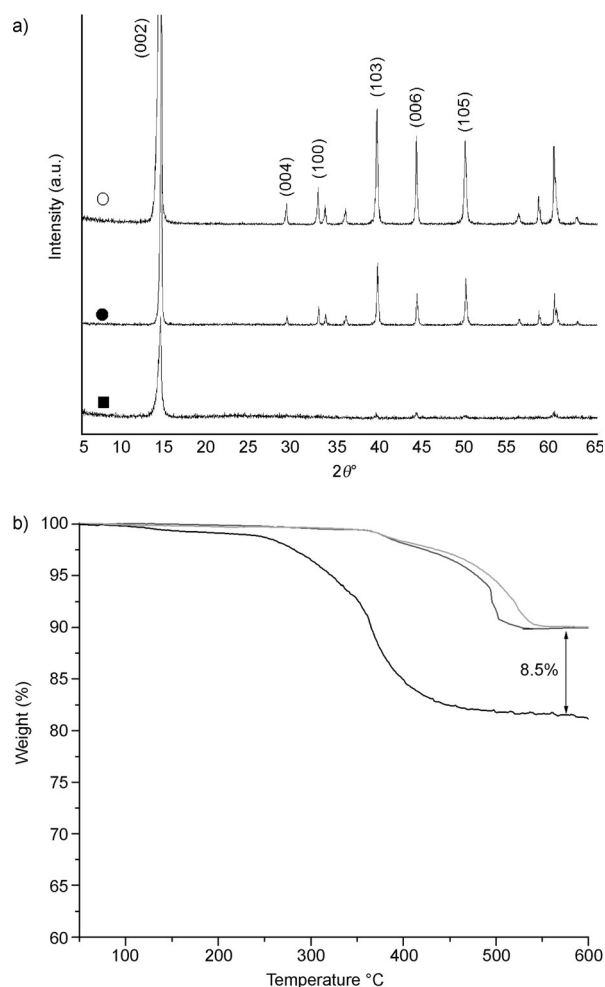 a)
(002)
(004)
(100)
(103)
(006)
(105)
Intensity (a.u.)
5 10 15 20 25 30 35 40 45 50 55 60 65
2θ°
b)
100
95
90
85
80
75
70
65
60
8.5%
Weight (%)
100 200 300 400 500 600
Temperature °C